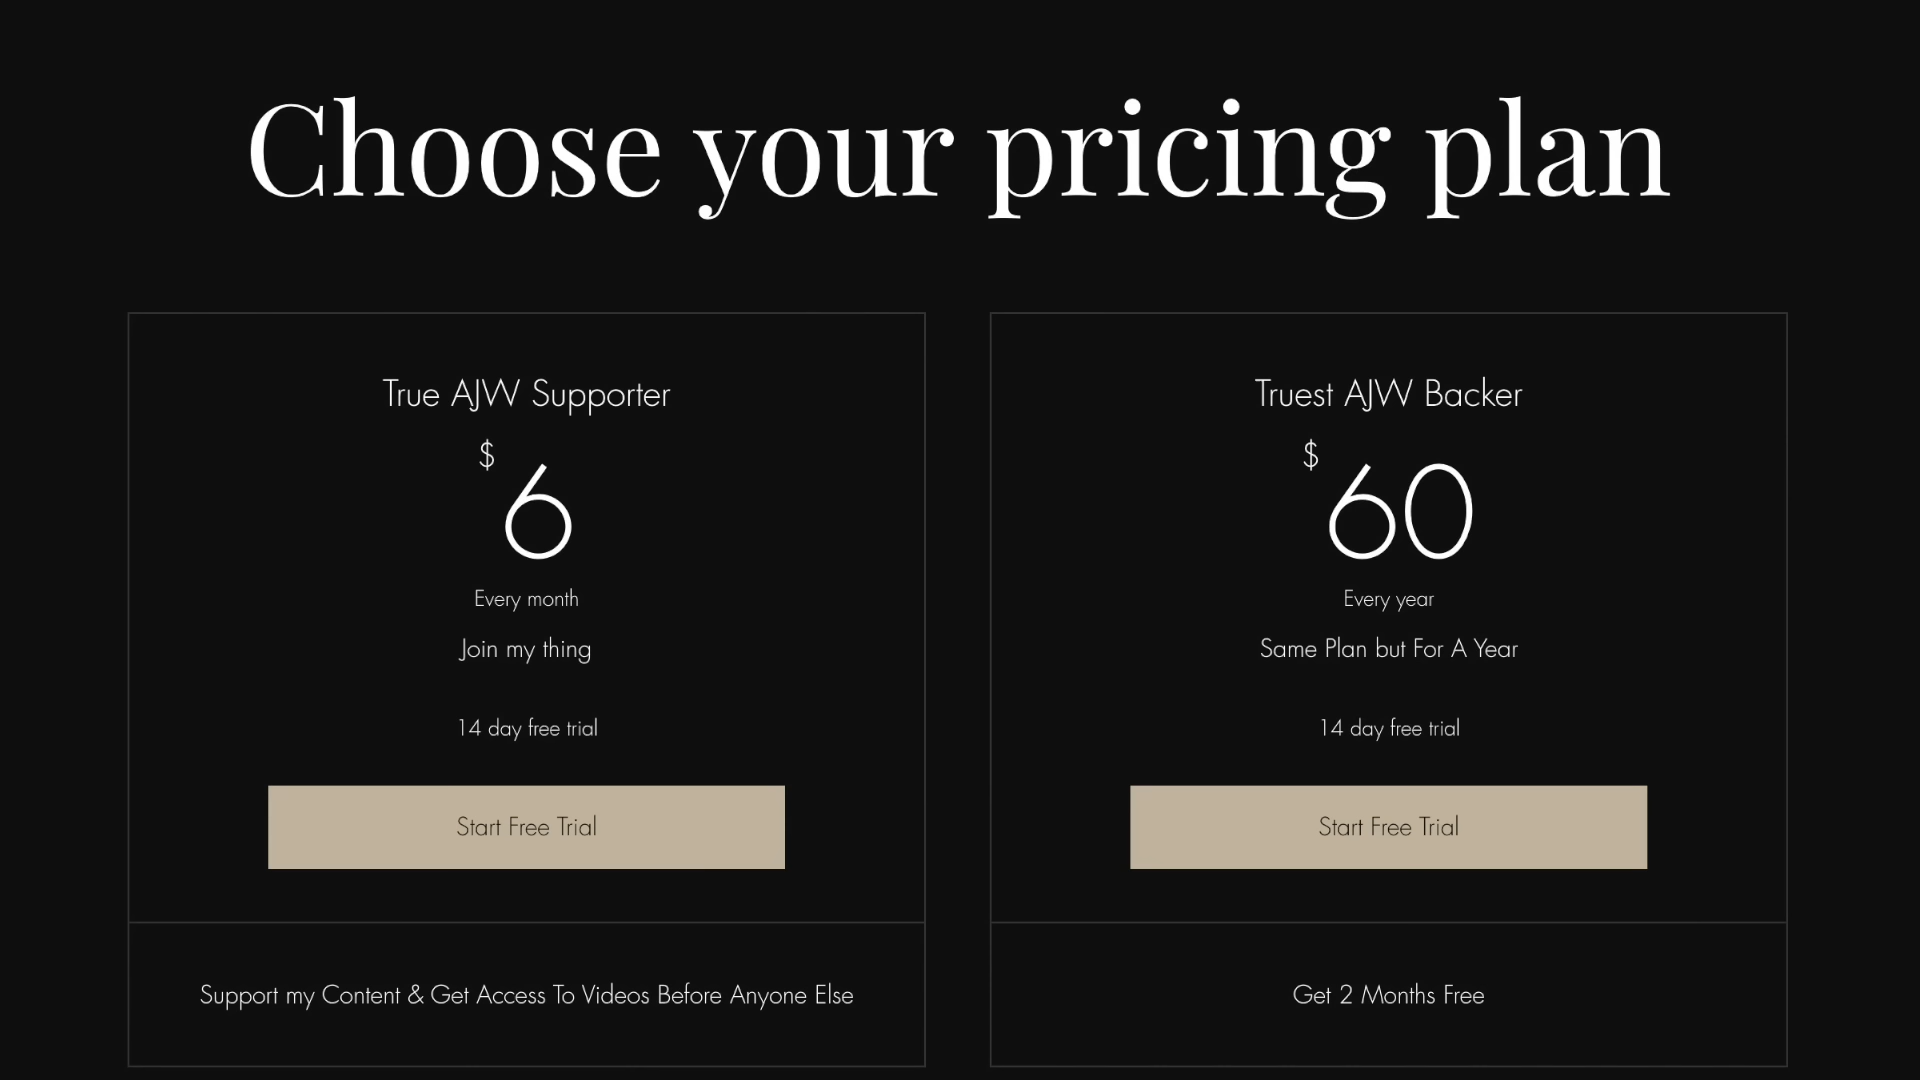 Choose your pricing plan
True AJW Supporter
$6
Every month
Join my thing
14 day free trial
Start Free Trial
Support my Content & Get Access To Videos Before Anyone Else
Truest AJW Backer
$60
Every year
Same Plan but For A Year
14 day free trial
Start Free Trial
Get 2 Months Free